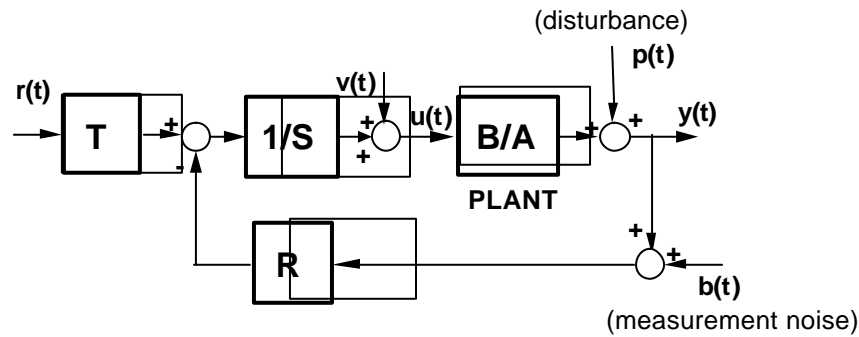 (disturbance)
p(t)
r(t)
v(t)
T
+
-
1/S
+
+
u(t)
B/A
+
+
y(t)
PLANT
R
+
+
b(t)
(measurement noise)